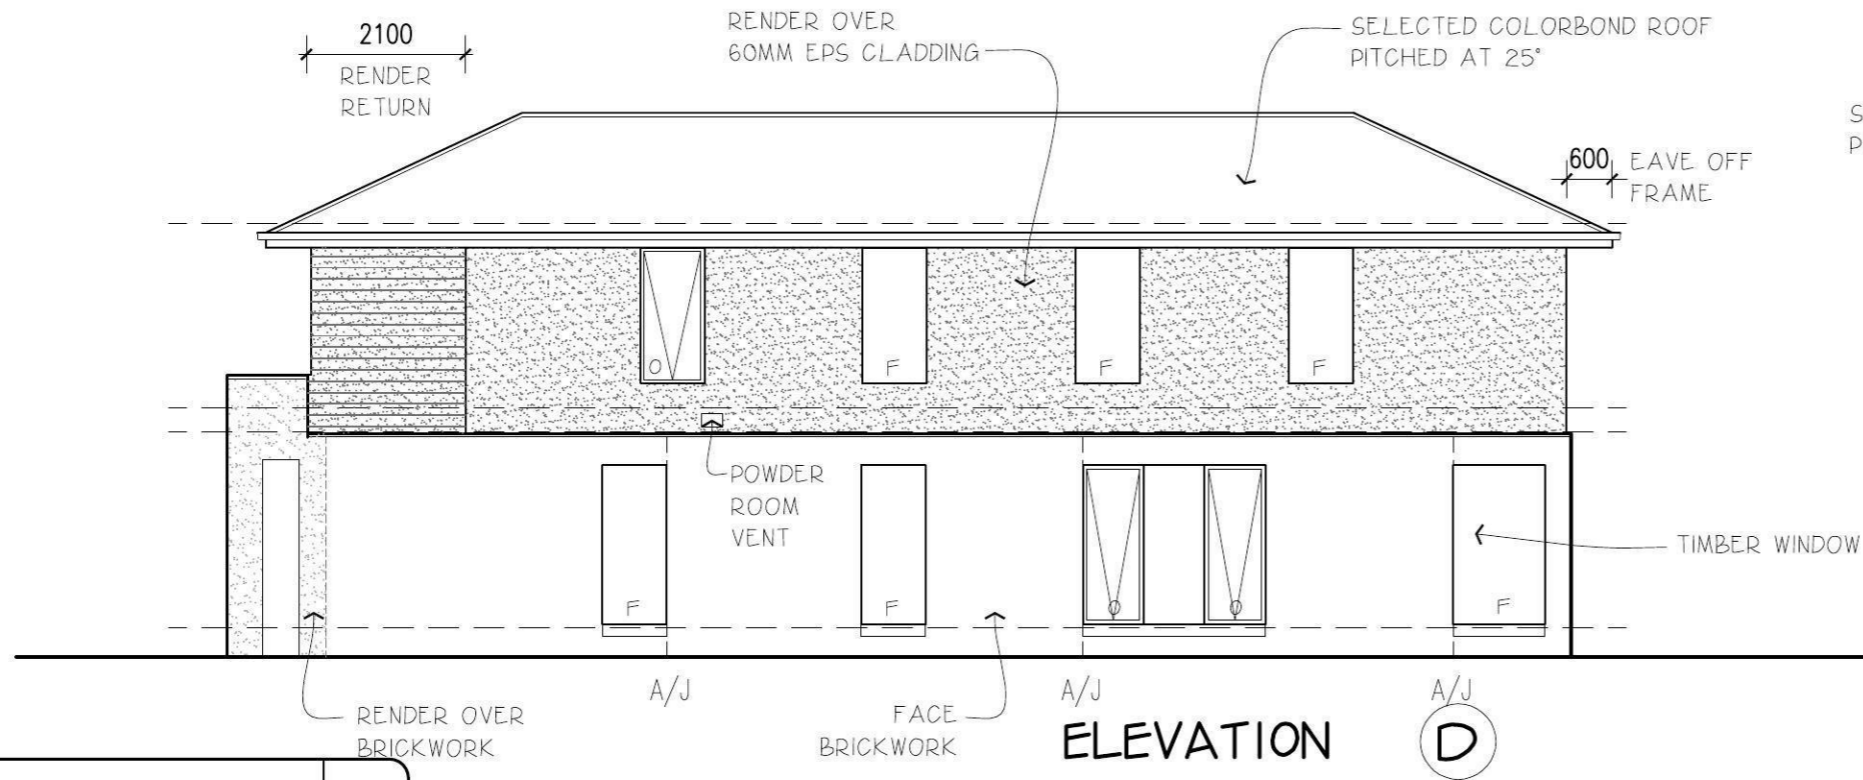 2100
RENDER
RETURN
RENDER OVER
60MM EPS CLADDING
SELECTED COLORBOND ROOF
PITCHED AT 25°
S
P
600
EAVE OFF
FRAME
O
F
F
F
POWDER
ROOM
VENT
TIMBER WINDOW
F
F
O
O
F
A/J
A/J
A/J
RENDER OVER
BRICKWORK
FACE
BRICKWORK
ELEVATION D